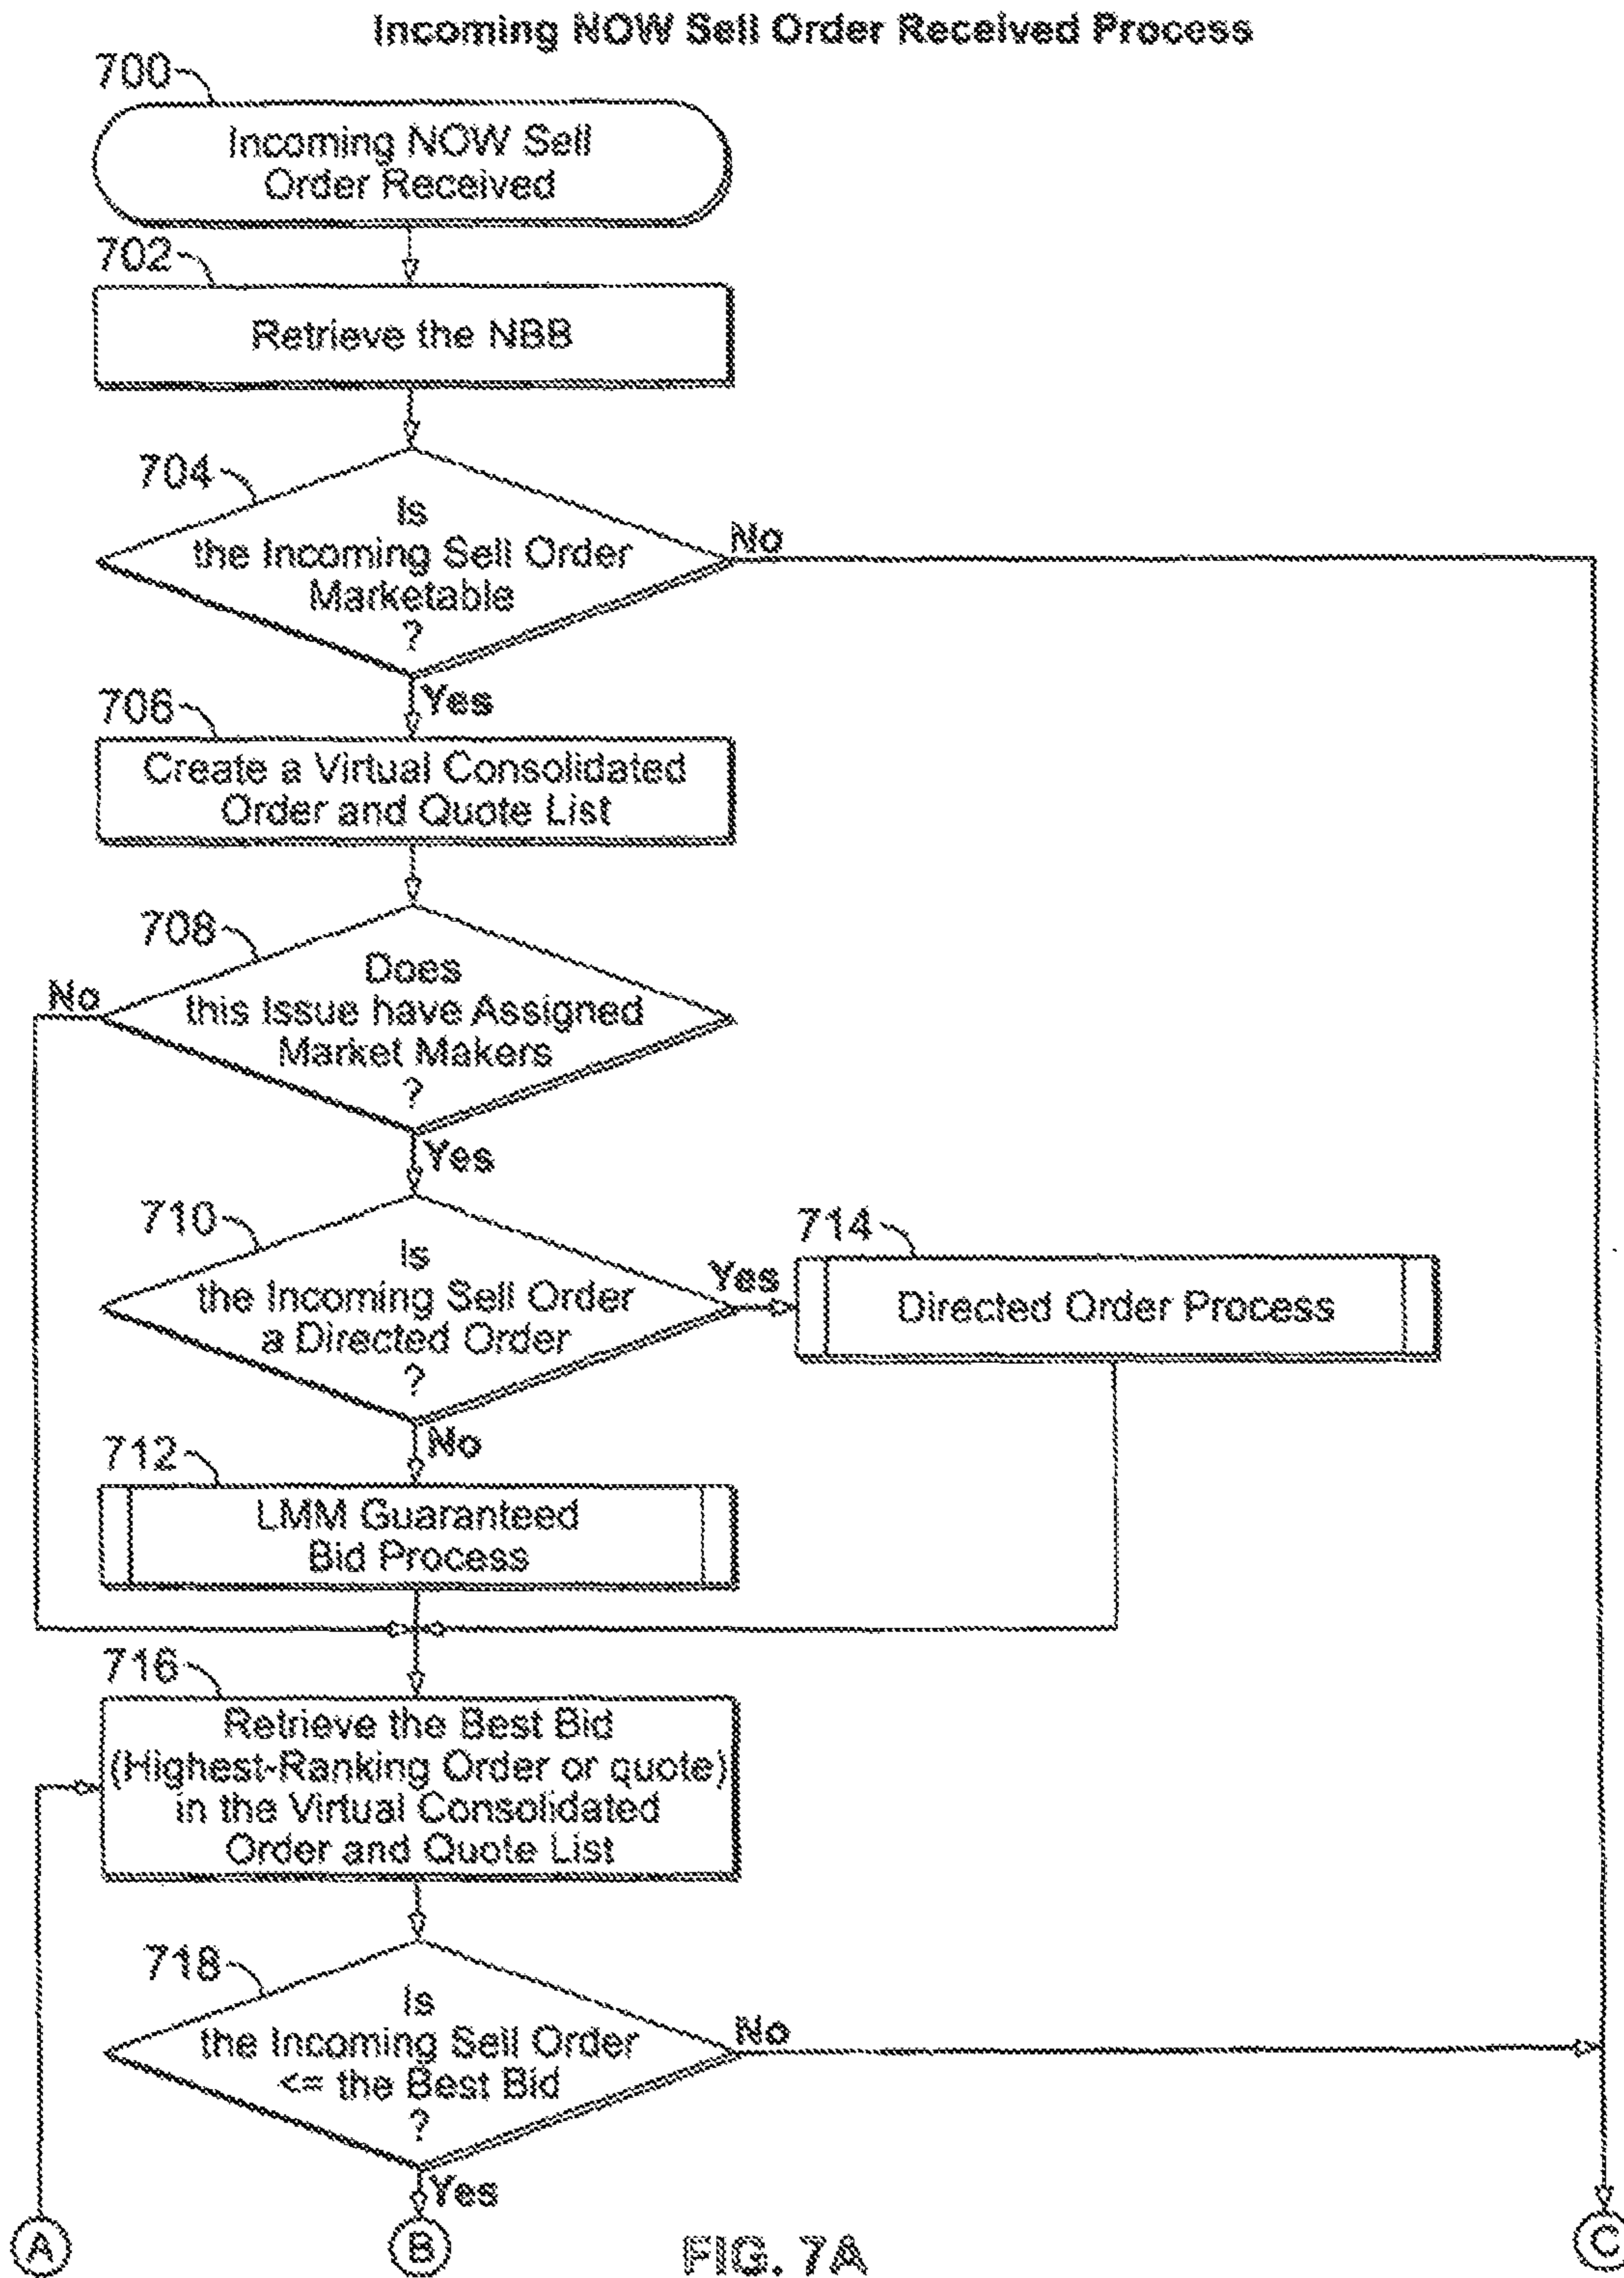 Incoming NOW Sell Order Received Process
700
Incoming NOW Sell
Order Received
702
Retrieve the NBB
704
Is
the Incoming Sell Order
Marketable
?
No
Yes
706
Create a Virtual Consolidated
Order and Quote List
708
Does
this Issue have Assigned
Market Makers
?
No
Yes
710
Is
the Incoming Sell Order
a Directed Order
?
Yes
714
Directed Order Process
No
712
LMM Guaranteed
Bid Process
716
Retrieve the Best Bid
(Highest-Ranking Order or quote)
in the Virtual Consolidated
Order and Quote List
718
Is
the Incoming Sell Order
<= the Best Bid
?
No
Yes
A
B
FIG. 7A
C